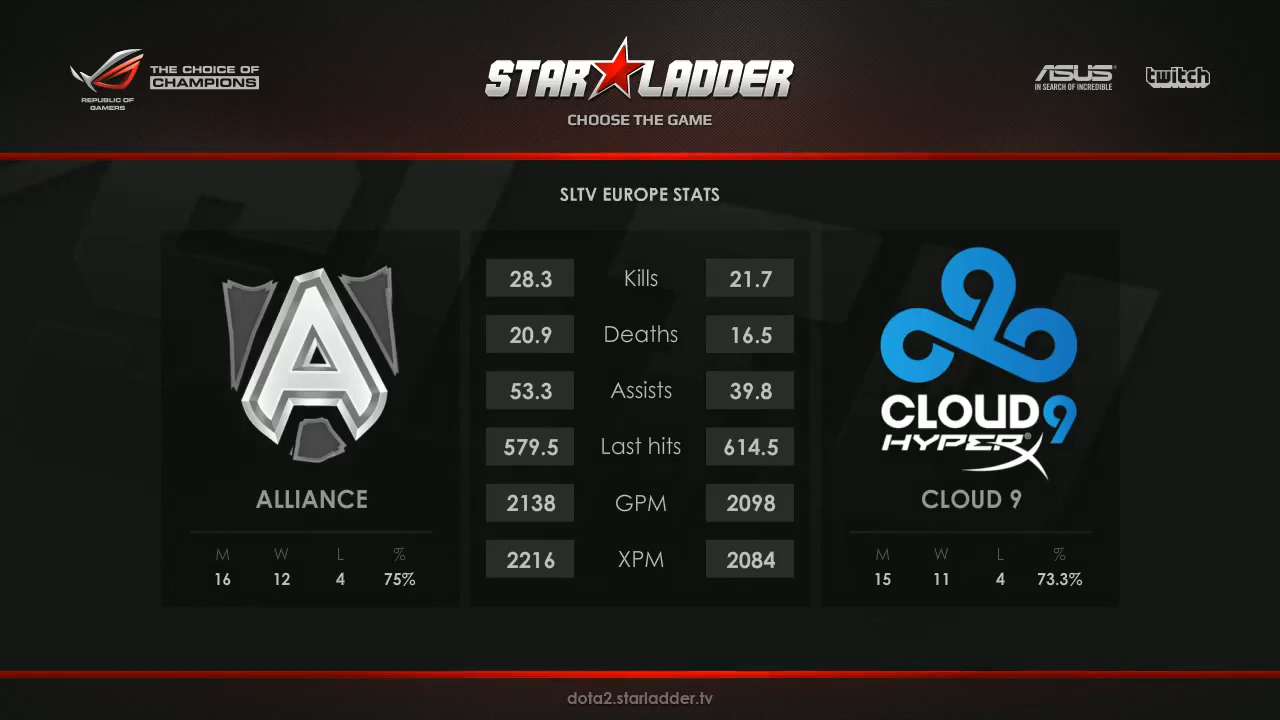 REPUBLIC OF
GAMERS
THE CHOICE OF
CHAMPIONS
STAR LADDER
CHOOSE THE GAME
ASUS
IN SEARCH OF INCREDIBLE
twitch
SLTV EUROPE STATS
28.3 Kills 21.7
20.9 Deaths 16.5
53.3 Assists 39.8
579.5 Last hits 614.5
2138 GPM 2098
2216 XPM 2084
A
ALLIANCE
M W L %
16 12 4 75%
CLOUD9
HYPERX®
CLOUD 9
M W L %
15 11 4 73.3%
dota2.starladder.tv